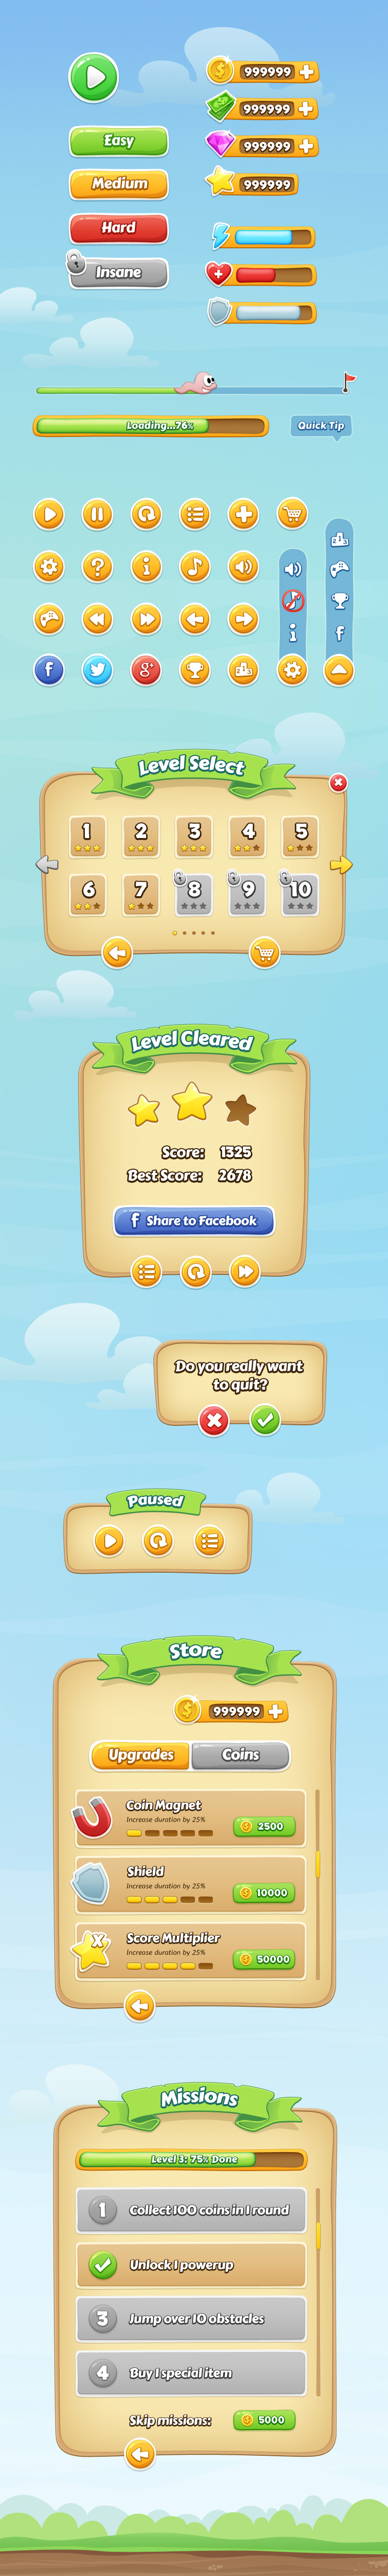 999999
999999
Easy
999999
Medium
999999
Hard
Insane
Loading...76%
Quick Tip
?
i
i
f
f
g+
Level Select
1 2 3 4 5
6 7 8 9 10
Level Cleared
Score: 1325
Best Score: 2678
f Share to Facebook
Do you really want
to quit?
Paused
Store
999999
Upgrades Coins
Coin Magnet
Increase duration by 25%
2500
Shield
Increase duration by 25%
10000
X
Score Multiplier
Increase duration by 25%
50000
Missions
Level 3: 75% Done
1 Collect 100 coins in 1 round
Unlock 1 powerup
3 Jump over 10 obstacles
4 Buy 1 special item
Skip missions: 5000